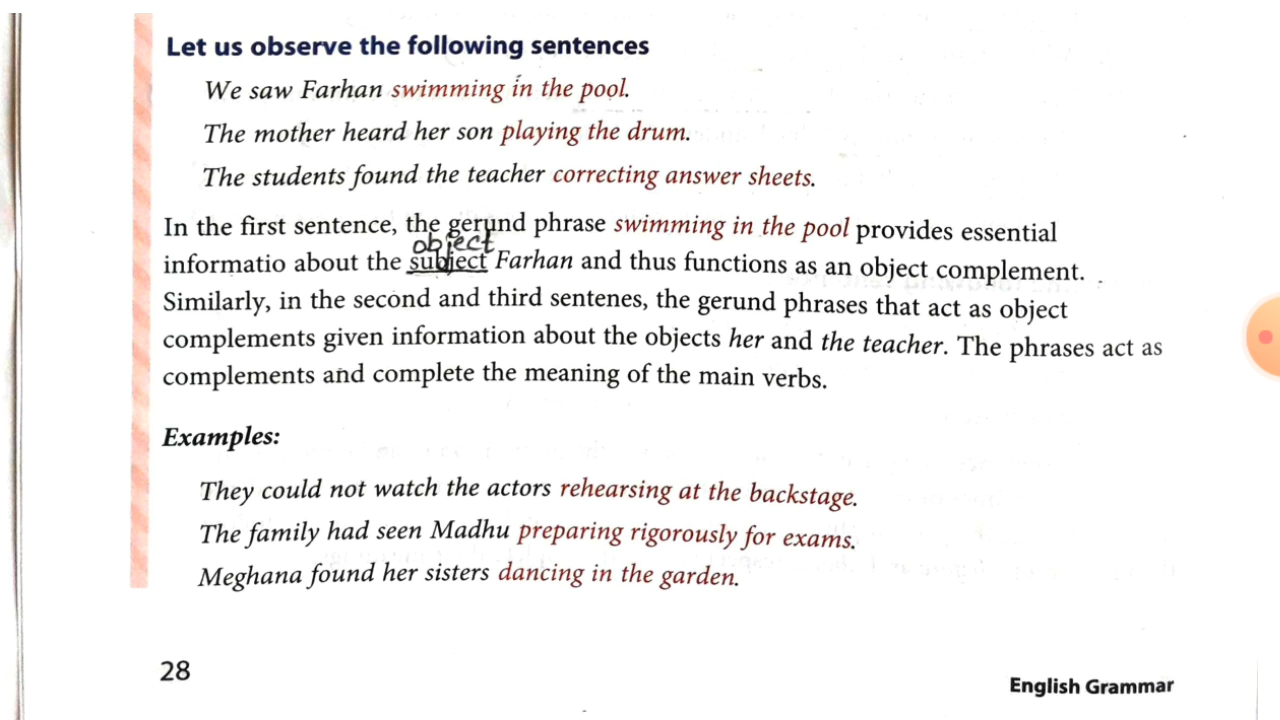 Let us observe the following sentences
We saw Farhan swimming in the pool.
The mother heard her son playing the drum.
The students found the teacher correcting answer sheets.
In the first sentence, the gerund phrase swimming in the pool provides essential
object
informatio about the subject Farhan and thus functions as an object complement.
Similarly, in the second and third sentenes, the gerund phrases that act as object
complements given information about the objects her and the teacher. The phrases act as
complements and complete the meaning of the main verbs.
Examples:
They could not watch the actors rehearsing at the backstage.
The family had seen Madhu preparing rigorously for exams.
Meghana found her sisters dancing in the garden.
28
English Grammar